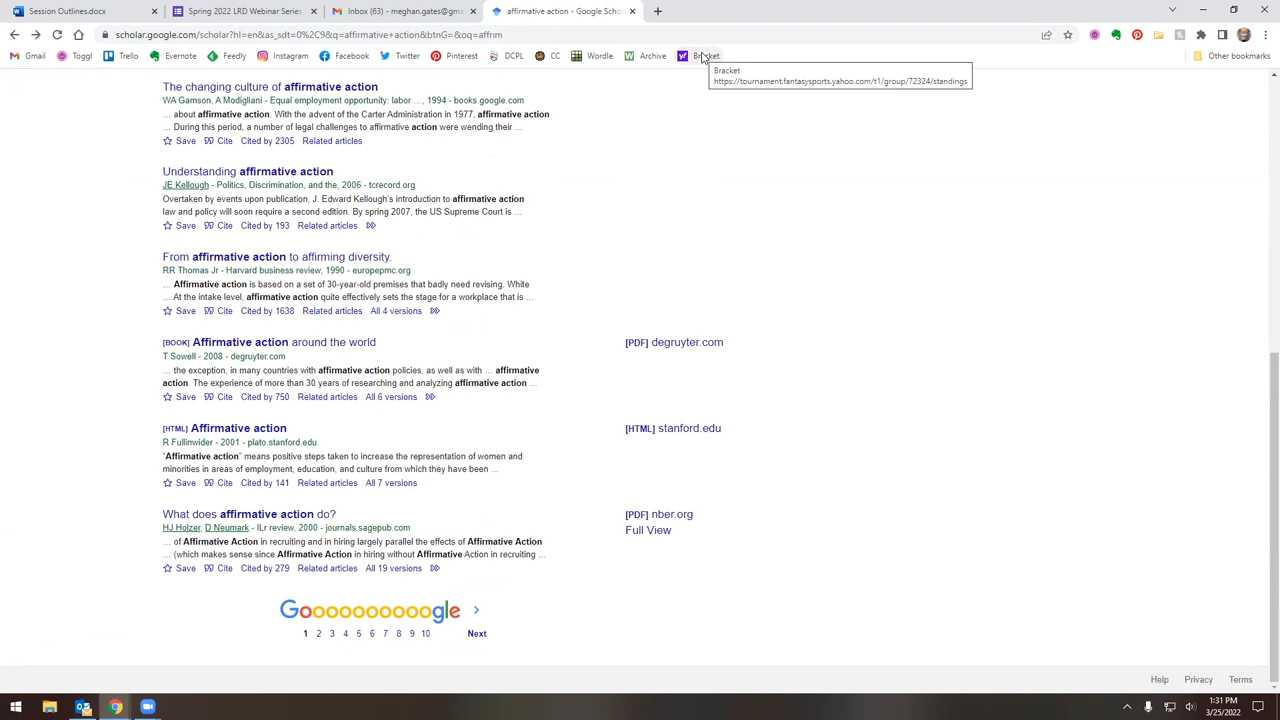 Session Outlines.docx
Spring 2022 LRD Webinar Series
Inbox (63) - meghan.gates@gma
affirmative action - Google Scho
scholar.google.com/scholar?hl=en&as_sdt=0%2C9&q=affirmative+action&btnG=&oq=affirm
Gmail Toggl Trello Evernote Feedly Instagram Facebook Twitter Pinterest DCPL CC Wordle Archive Bracket Other bookmarks
Bracket
https://tournament.fantasysports.yahoo.com/t1/group/72324/standings
The changing culture of affirmative action
WA Gamson, A Modigliani - Equal employment opportunity: labor …, 1994 - books.google.com
… about affirmative action. With the advent of the Carter Administration in 1977, affirmative action
… During this period, a number of legal challenges to affirmative action were wending their …
Save Cite Cited by 2305 Related articles
Understanding affirmative action
JE Kellough - Politics, Discrimination, and the, 2006 - tcrecord.org
Overtaken by events upon publication, J. Edward Kellough's introduction to affirmative action
law and policy will soon require a second edition. By spring 2007, the US Supreme Court is …
Save Cite Cited by 193 Related articles
From affirmative action to affirming diversity.
RR Thomas Jr - Harvard business review, 1990 - europepmc.org
… Affirmative action is based on a set of 30-year-old premises that badly need revising. White
… At the intake level, affirmative action quite effectively sets the stage for a workplace that is …
Save Cite Cited by 1638 Related articles All 4 versions
[BOOK] Affirmative action around the world
[PDF] degruyter.com
T Sowell - 2008 - degruyter.com
… the exception, in many countries with affirmative action policies, as well as with … affirmative
action. The experience of more than 30 years of researching and analyzing affirmative action …
Save Cite Cited by 750 Related articles All 6 versions
[HTML] Affirmative action
[HTML] stanford.edu
R Fullinwider - 2001 - plato.stanford.edu
“Affirmative action” means positive steps taken to increase the representation of women and
minorities in areas of employment, education, and culture from which they have been …
Save Cite Cited by 141 Related articles All 7 versions
What does affirmative action do?
[PDF] nber.org
HJ Holzer, D Neumark - ILr review, 2000 - journals.sagepub.com
Full View
… of Affirmative Action in recruiting and in hiring largely parallel the effects of Affirmative Action
… (which makes sense since Affirmative Action in hiring without Affirmative Action in recruiting …
Save Cite Cited by 279 Related articles All 19 versions
Goooooooooogle
1 2 3 4 5 6 7 8 9 10 Next
Help Privacy Terms
1:31 PM
3/25/2022